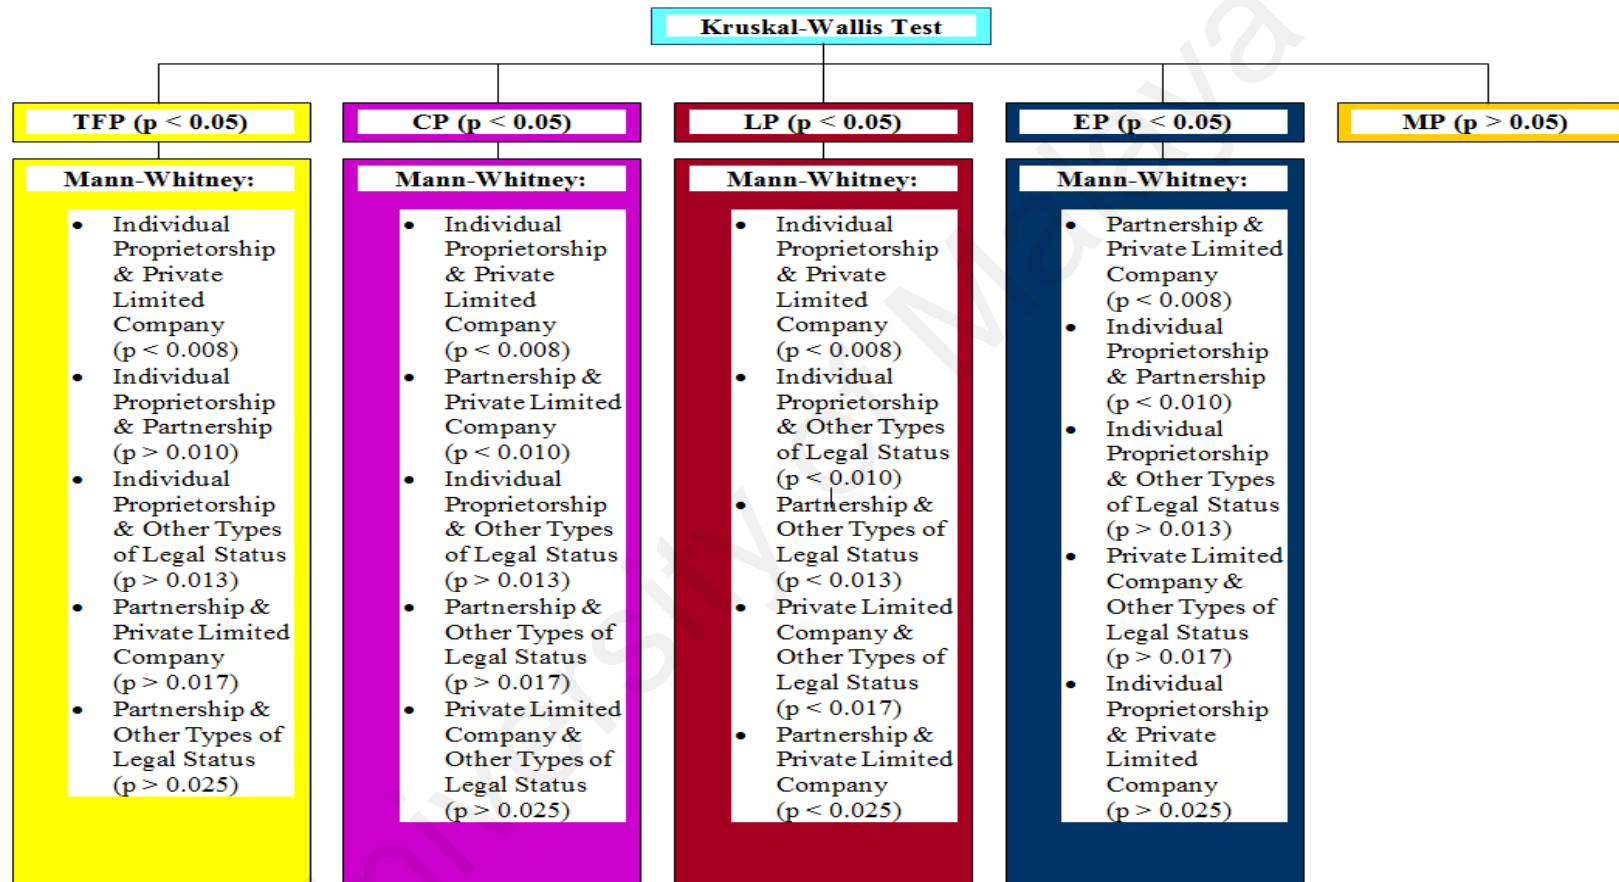 Kruskal-Wallis Test
TFP (p < 0.05)
CP (p < 0.05)
LP (p < 0.05)
EP (p < 0.05)
MP (p > 0.05)
Mann-Whitney:
• Individual
Proprietorship
& Private
Limited
Company
(p < 0.008)
• Individual
Proprietorship
& Partnership
(p > 0.010)
• Individual
Proprietorship
& Other Types
of Legal Status
(p > 0.013)
• Partnership &
Private Limited
Company
(p > 0.017)
• Partnership &
Other Types of
Legal Status
(p > 0.025)
Mann-Whitney:
• Individual
Proprietorship
& Private
Limited
Company
(p < 0.008)
• Partnership &
Private Limited
Company
(p < 0.010)
• Individual
Proprietorship
& Other Types
of Legal Status
(p > 0.013)
• Partnership &
Other Types of
Legal Status
(p > 0.017)
• Private Limited
Company &
Other Types of
Legal Status
(p > 0.025)
Mann-Whitney:
• Individual
Proprietorship
& Private
Limited
Company
(p < 0.008)
• Individual
Proprietorship
& Other Types
of Legal Status
(p < 0.010)
• Partnership &
Other Types of
Legal Status
(p < 0.013)
• Private Limited
Company &
Other Types of
Legal Status
(p < 0.017)
• Partnership &
Private Limited
Company
(p < 0.025)
Mann-Whitney:
• Partnership &
Private Limited
Company
(p < 0.008)
• Individual
Proprietorship
& Partnership
(p < 0.010)
• Individual
Proprietorship
& Other Types
of Legal Status
(p > 0.013)
• Private Limited
Company &
Other Types of
Legal Status
(p > 0.017)
• Individual
Proprietorship
& Private
Limited
Company
(p > 0.025)
niversity of Malaya